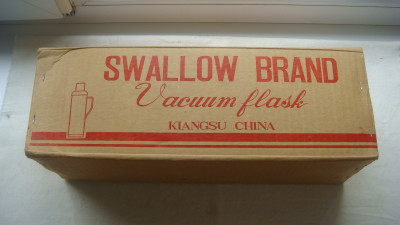 SWALLOW BRAND
Vacuum flask
KIANGSU CHINA